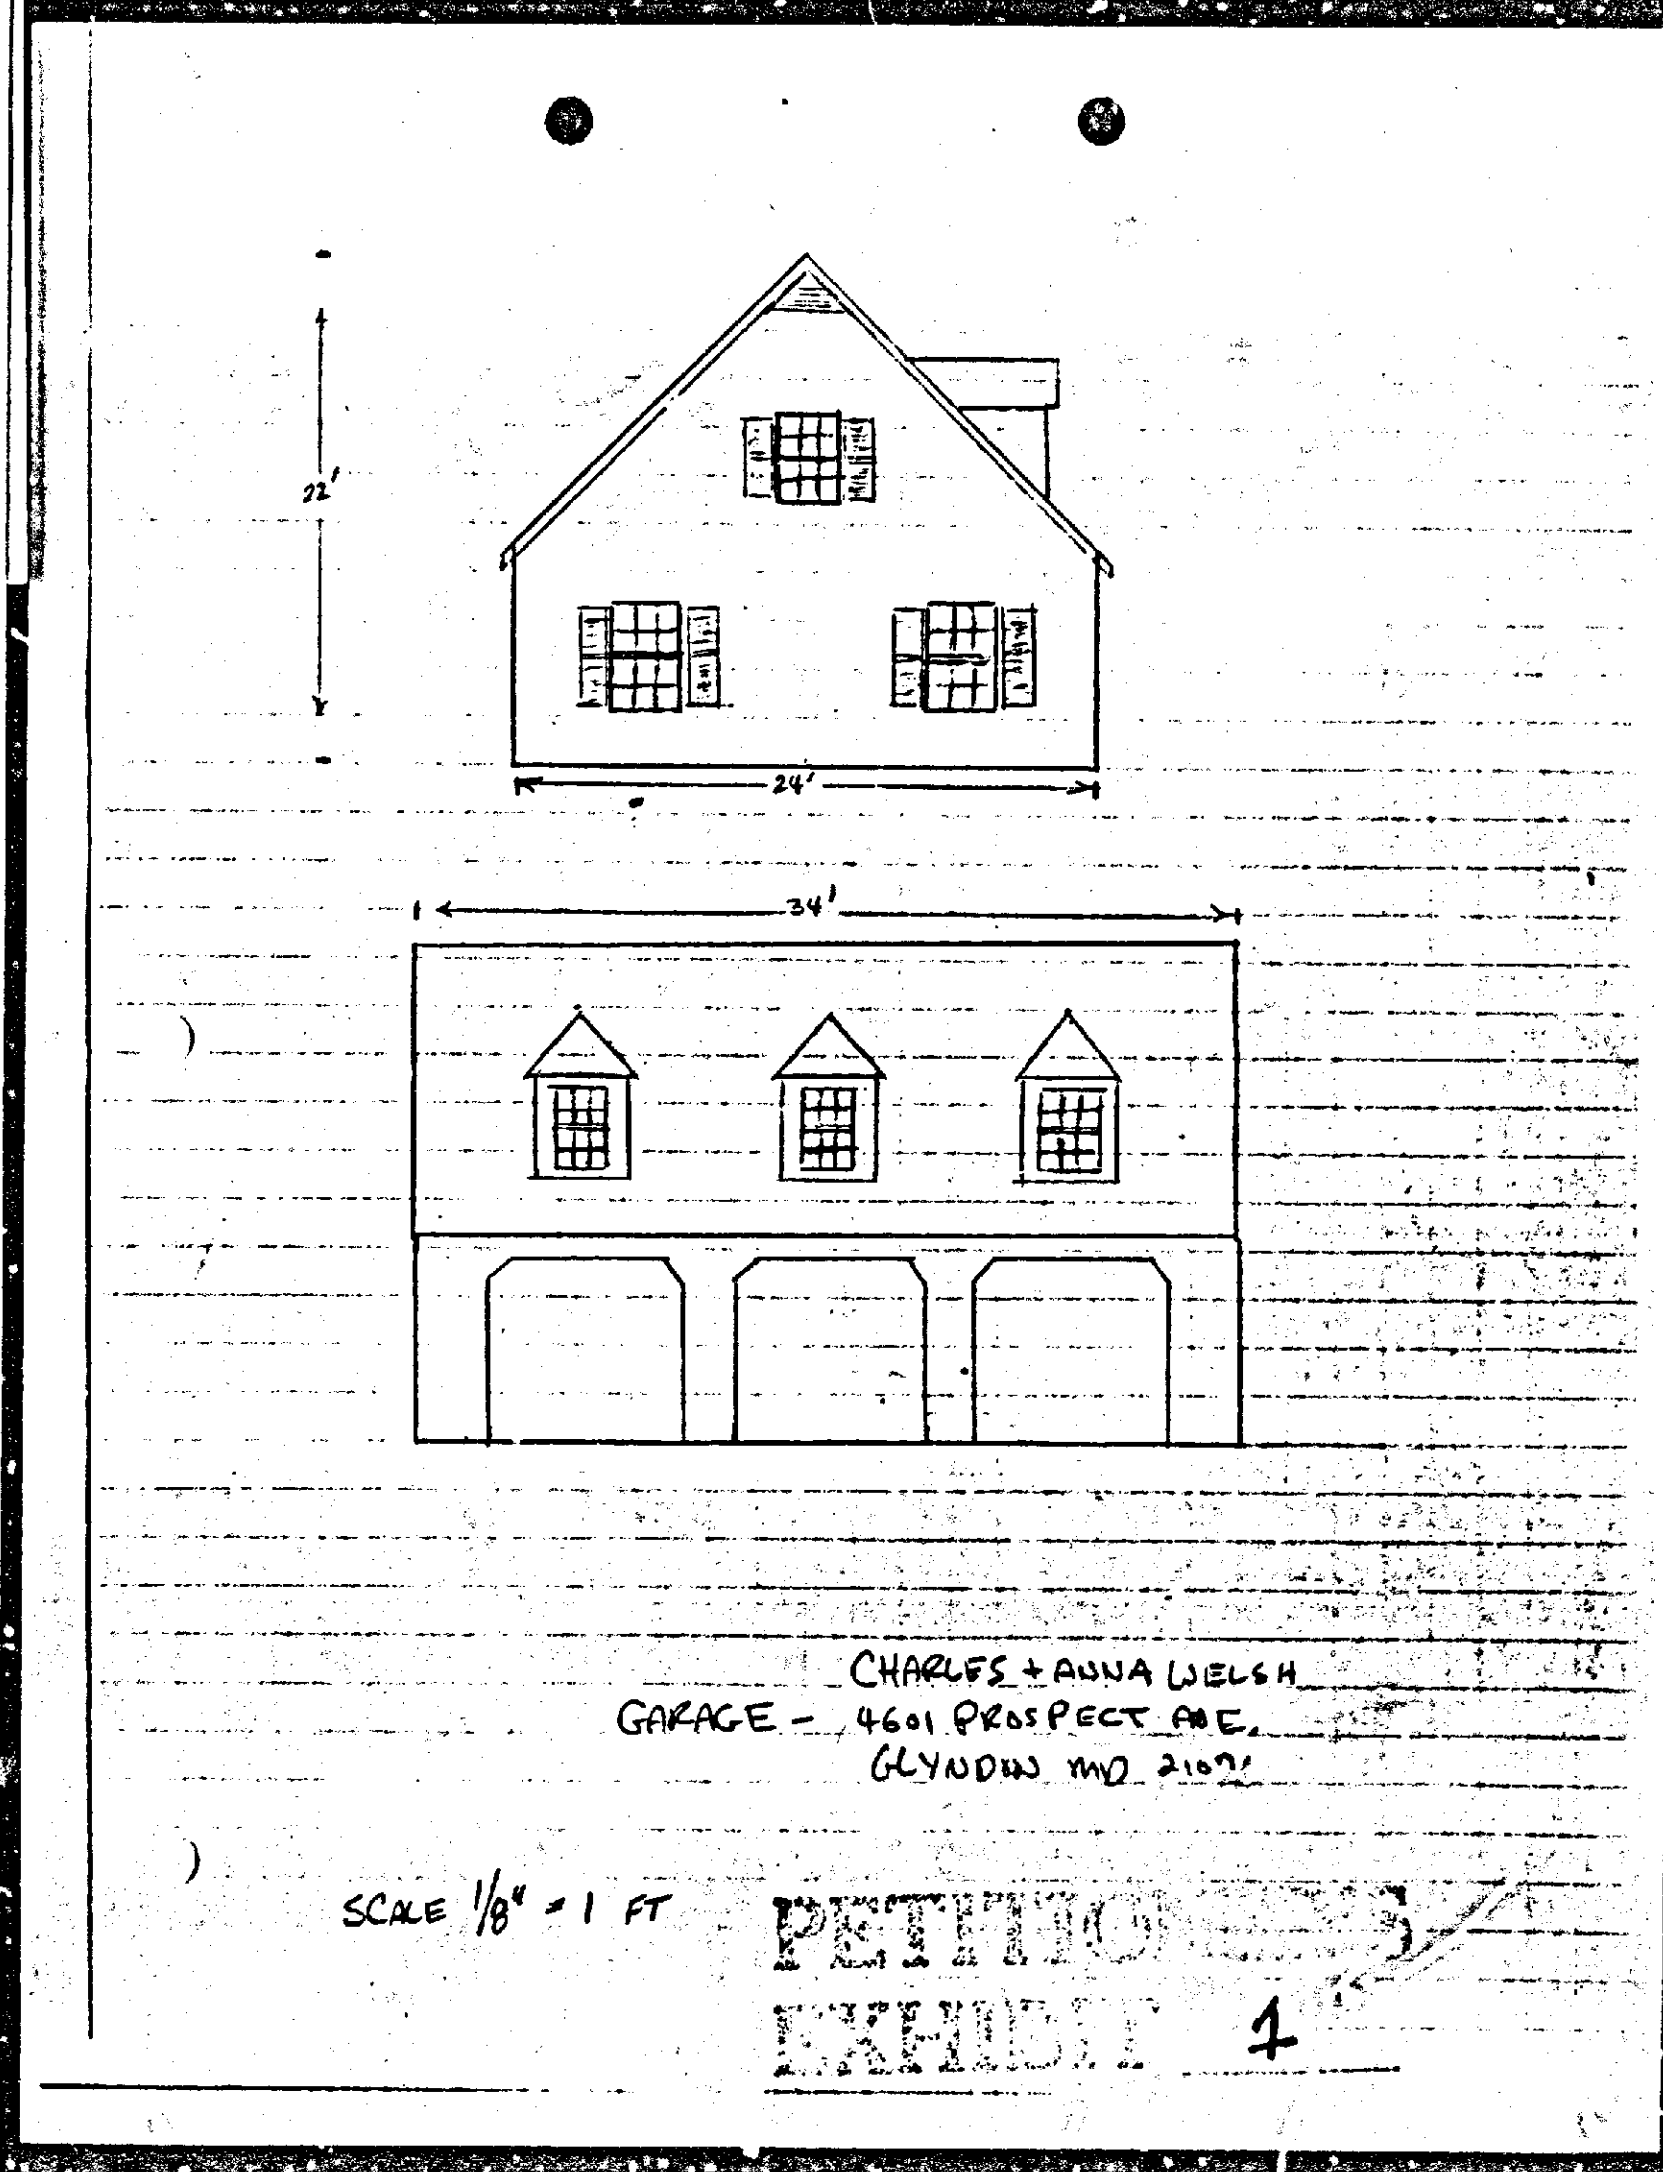 22'
24'
34'
CHARLES + ANNA WELSH
GARAGE - 4601 PROSPECT AVE.
GLYNDON MD
SCALE 1/8" = 1 FT
PETITIONER'S
EXHIBIT 1